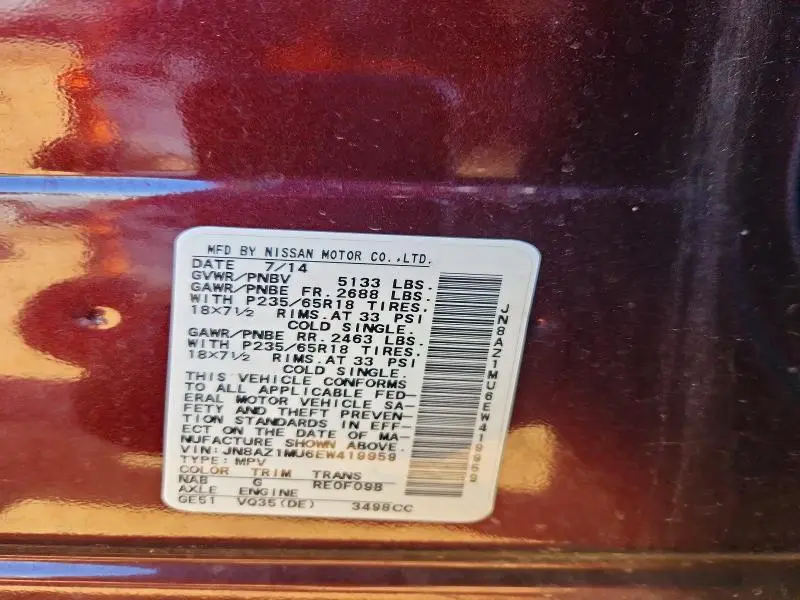 MFD BY NISSAN MOTOR CO.,LTD.
DATE 7/14
GVWR/PNBV 5133 LBS.
GAWR/PNBE FR. 2688 LBS.
WITH P235/65R18 TIRES.
18×7½ RIMS.AT 33 PSI
COLD SINGLE.
GAWR/PNBE RR. 2463 LBS.
WITH P235/65R18 TIRES.
18×7½ RIMS.AT 33 PSI
COLD SINGLE.
THIS VEHICLE CONFORMS
TO ALL APPLICABLE FED-
ERAL MOTOR VEHICLE SA-
FETY AND THEFT PREVEN-
TION STANDARDS IN EFF-
ECT ON THE DATE OF MA-
NUFACTURE SHOWN ABOVE.
VIN: JN8AZ1MU6EW419959
TYPE: MPV
COLOR TRIM TRANS
NAB G RE0F09B
AXLE ENGINE
GE51 VQ35(DE) 3498CC
JN8AZ1MU6EW419959